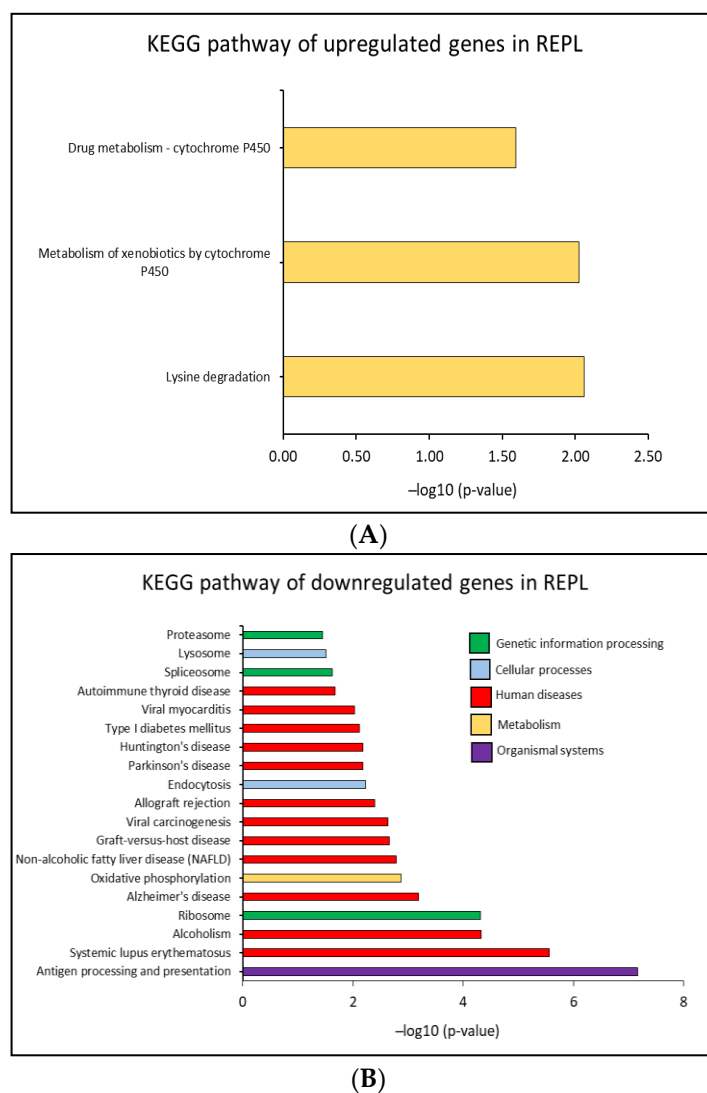 KEGG pathway of upregulated genes in REPL
Drug metabolism - cytochrome P450
Metabolism of xenobiotics by cytochrome
P450
Lysine degradation
0.00 0.50 1.00 1.50 2.00 2.50
–log10 (p-value)
(A)
KEGG pathway of downregulated genes in REPL
Proteasome
Lysosome
Spliceosome
Autoimmune thyroid disease
Viral myocarditis
Type I diabetes mellitus
Huntington's disease
Parkinson's disease
Endocytosis
Allograft rejection
Viral carcinogenesis
Graft-versus-host disease
Non-alcoholic fatty liver disease (NAFLD)
Oxidative phosphorylation
Alzheimer's disease
Ribosome
Alcoholism
Systemic lupus erythematosus
Antigen processing and presentation
Genetic information processing
Cellular processes
Human diseases
Metabolism
Organismal systems
0 2 4 6 8
–log10 (p-value)
(B)